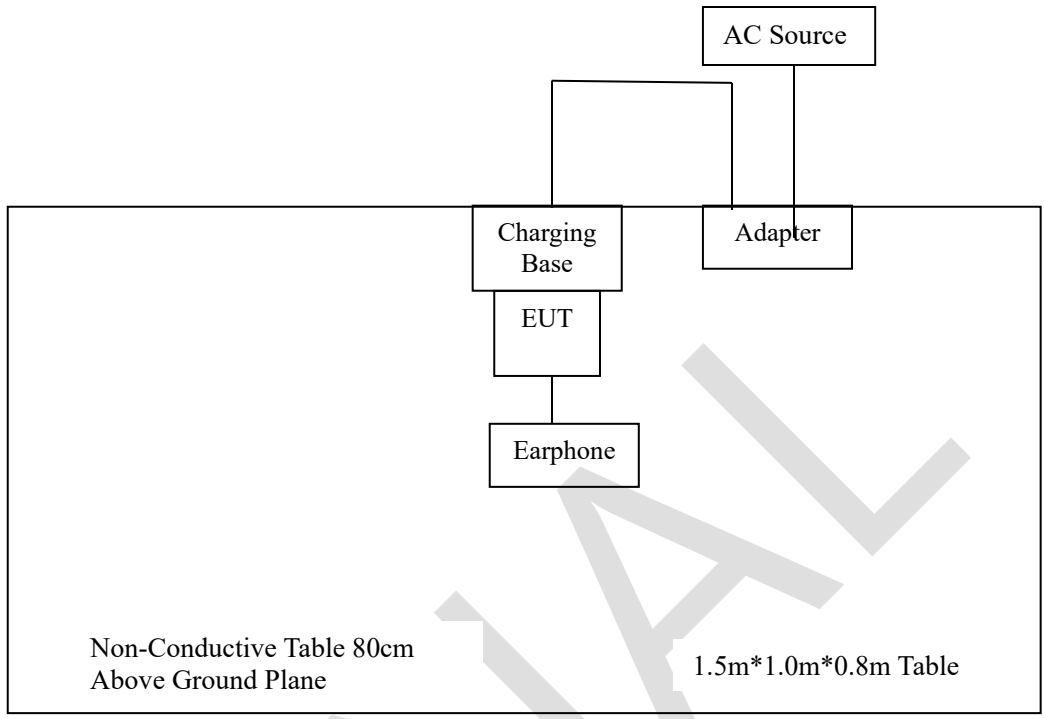 AC Source
Charging
Base
Adapter
EUT
Earphone
Non-Conductive Table 80cm
Above Ground Plane
1.5m*1.0m*0.8m Table